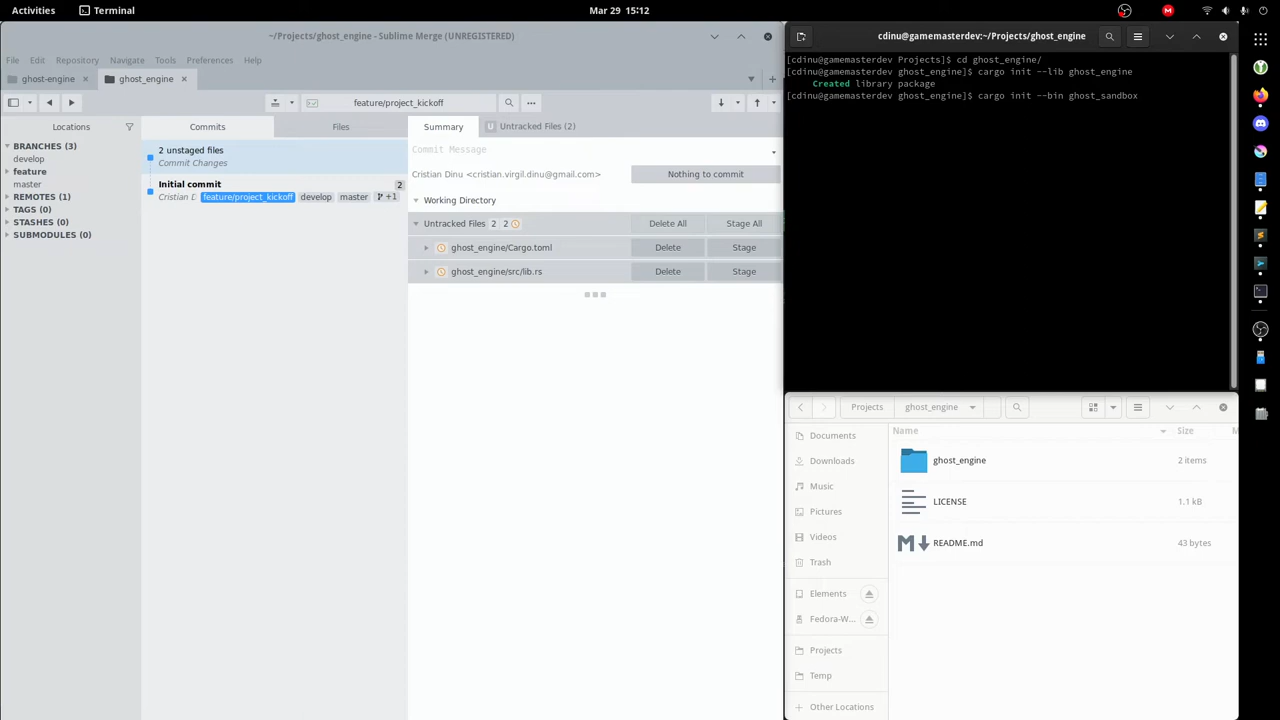 Activities
Terminal
Mar 29 15:12
~/Projects/ghost_engine - Sublime Merge (UNREGISTERED)
File Edit Repository Navigate Tools Preferences Help
ghost-engine
ghost_engine
feature/project_kickoff
Locations
BRANCHES (3)
develop
feature
master
REMOTES (1)
TAGS (0)
STASHES (0)
SUBMODULES (0)
Commits
Files
2 unstaged files
Commit Changes
Initial commit
2
Cristian D
feature/project_kickoff
develop
master
+1
Summary
U Untracked Files (2)
Commit Message
Cristian Dinu <cristian.virgil.dinu@gmail.com>
Nothing to commit
Working Directory
Untracked Files 2 2
Delete All
Stage All
ghost_engine/Cargo.toml
Delete
Stage
ghost_engine/src/lib.rs
Delete
Stage
cdinu@gamemasterdev:~/Projects/ghost_engine
[cdinu@gamemasterdev Projects]$ cd ghost_engine/
[cdinu@gamemasterdev ghost_engine]$ cargo init --lib ghost_engine
Created library package
[cdinu@gamemasterdev ghost_engine]$ cargo init --bin ghost_sandbox
Projects
ghost_engine
Documents
Downloads
Music
Pictures
Videos
Trash
Elements
Fedora-W...
Projects
Temp
Other Locations
Name
Size
M
ghost_engine
2 items
LICENSE
1.1 kB
README.md
43 bytes